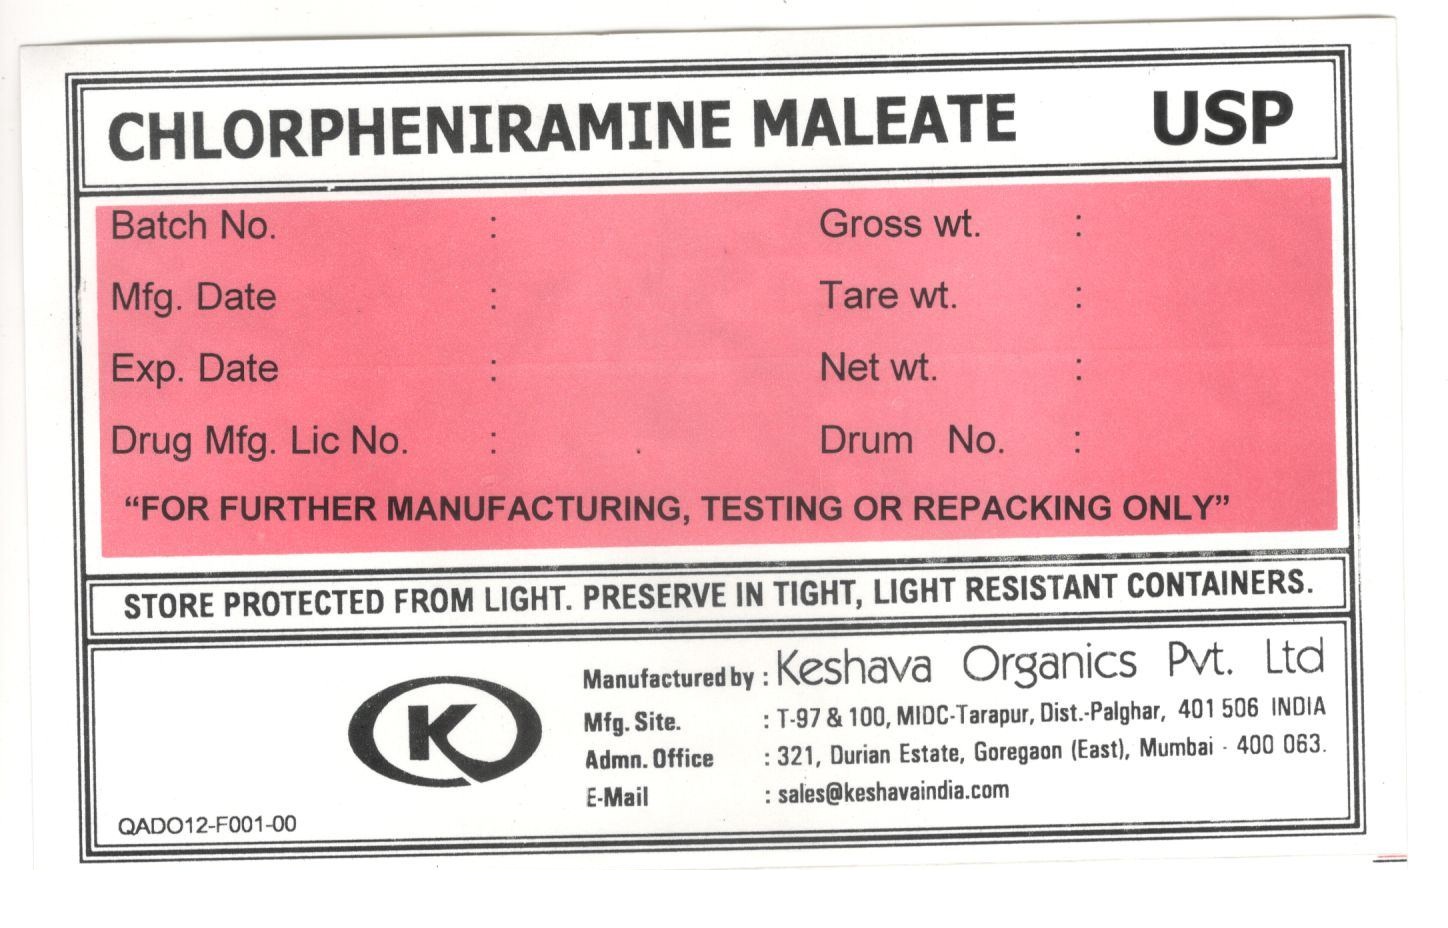 CHLORPHENIRAMINE MALEATE USP
Batch No. : Gross wt. :
Mfg. Date : Tare wt. :
Exp. Date : Net wt. :
Drug Mfg. Lic No. : Drum No. :
“FOR FURTHER MANUFACTURING, TESTING OR REPACKING ONLY”
STORE PROTECTED FROM LIGHT. PRESERVE IN TIGHT, LIGHT RESISTANT CONTAINERS.
K
Manufactured by : Keshava Organics Pvt. Ltd
Mfg. Site. : T-97 & 100, MIDC-Tarapur, Dist.-Palghar, 401 506 INDIA
Admn. Office : 321, Durian Estate, Goregaon (East), Mumbai - 400 063.
E-Mail : sales@keshavaindia.com
QADO12-F001-00